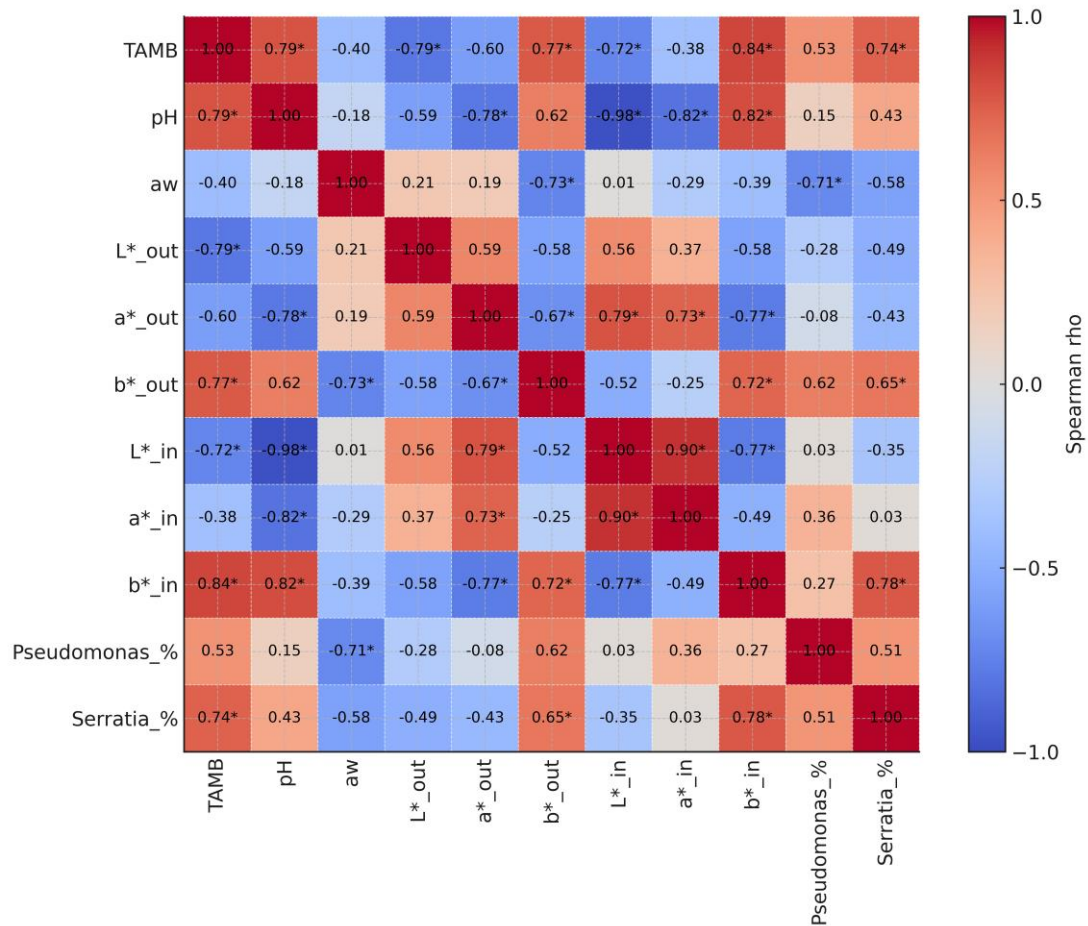 TAMB 1.00 0.79* -0.40 -0.79* -0.60 0.77* -0.72* -0.38 0.84* 0.53 0.74*
pH 0.79* 1.00 -0.18 -0.59 -0.78* 0.62 -0.98* -0.82* 0.82* 0.15 0.43
aw -0.40 -0.18 1.00 0.21 0.19 -0.73* 0.01 -0.29 -0.39 -0.71* -0.58
L*_out -0.79* -0.59 0.21 1.00 0.59 -0.58 0.56 0.37 -0.58 -0.28 -0.49
a*_out -0.60 -0.78* 0.19 0.59 1.00 -0.67* 0.79* 0.73* -0.77* -0.08 -0.43
b*_out 0.77* 0.62 -0.73* -0.58 -0.67* 1.00 -0.52 -0.25 0.72* 0.62 0.65*
L*_in -0.72* -0.98* 0.01 0.56 0.79* -0.52 1.00 0.90* -0.77* 0.03 -0.35
a*_in -0.38 -0.82* -0.29 0.37 0.73* -0.25 0.90* 1.00 -0.49 0.36 0.03
b*_in 0.84* 0.82* -0.39 -0.58 -0.77* 0.72* -0.77* -0.49 1.00 0.27 0.78*
Pseudomonas_% 0.53 0.15 -0.71* -0.28 -0.08 0.62 0.03 0.36 0.27 1.00 0.51
Serratia_% 0.74* 0.43 -0.58 -0.49 -0.43 0.65* -0.35 0.03 0.78* 0.51 1.00
TAMB pH aw L*_out a*_out b*_out L*_in a*_in b*_in Pseudomonas_% Serratia_%
1.0
0.5
0.0
−0.5
−1.0
Spearman rho